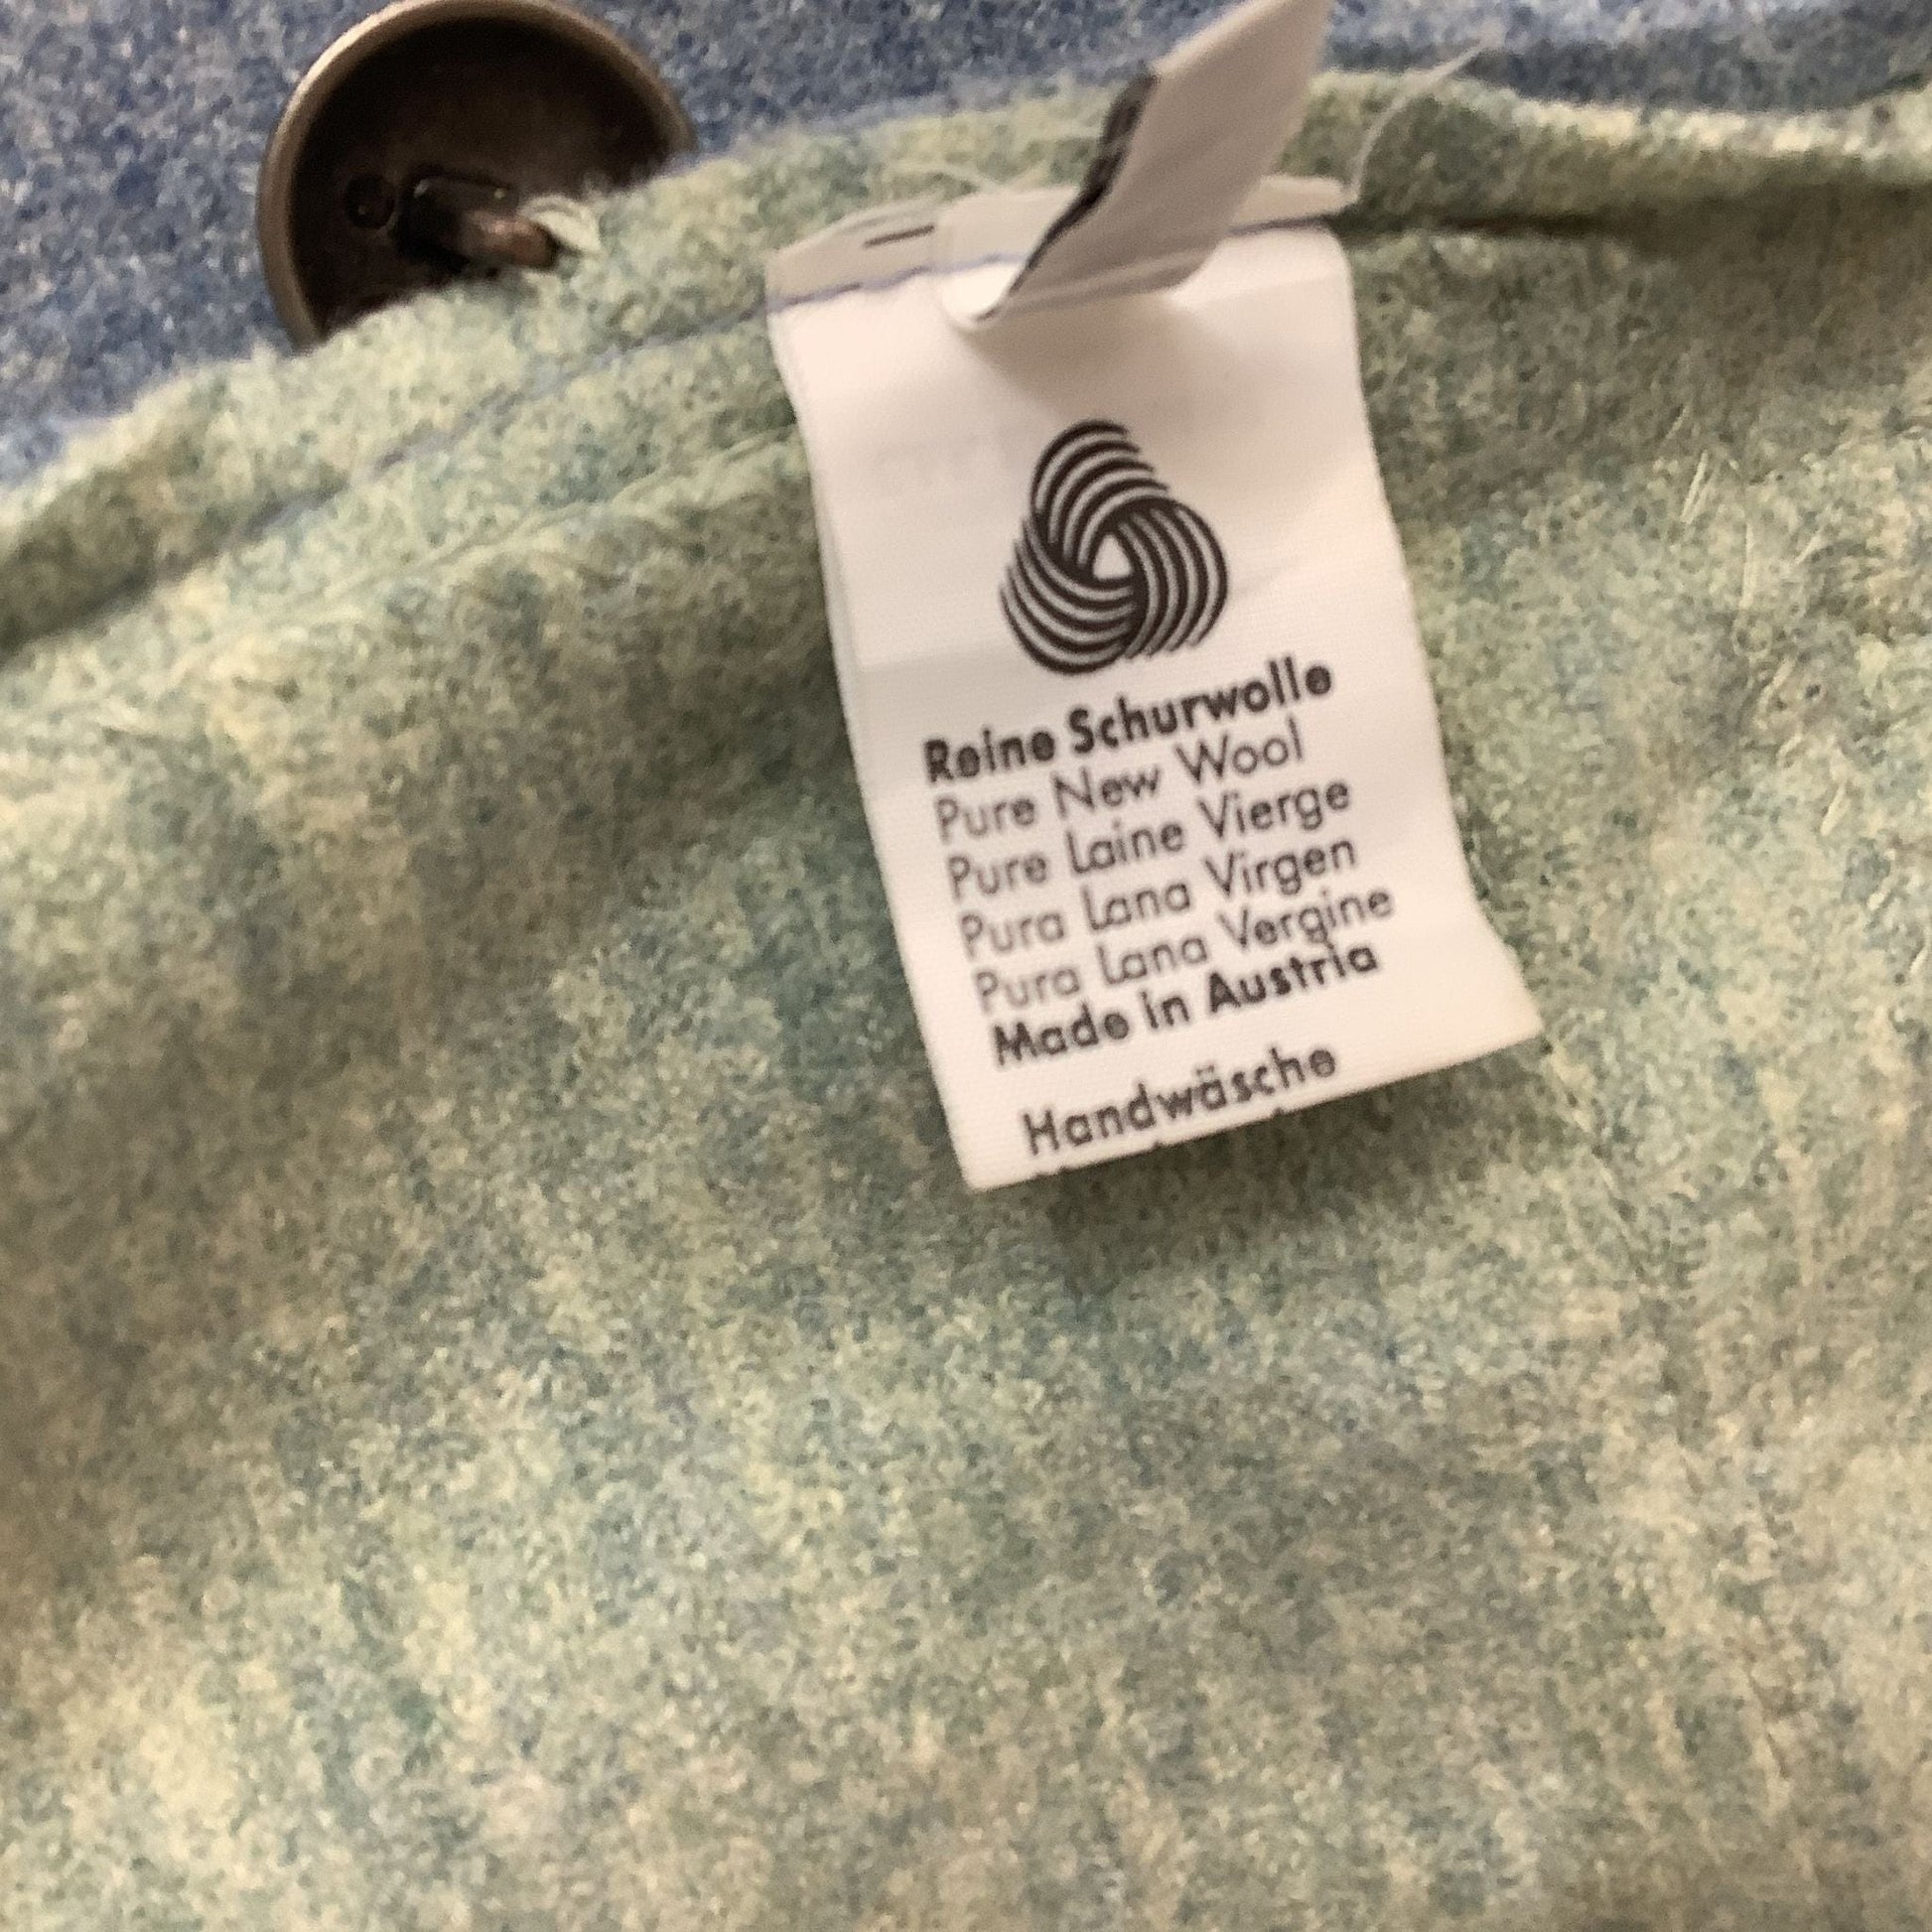 Reine Schurwolle
Pure New Wool
Pure Laine Vierge
Pura Lana Virgen
Pura Lana Vergine
Made in Austria
Handwäsche